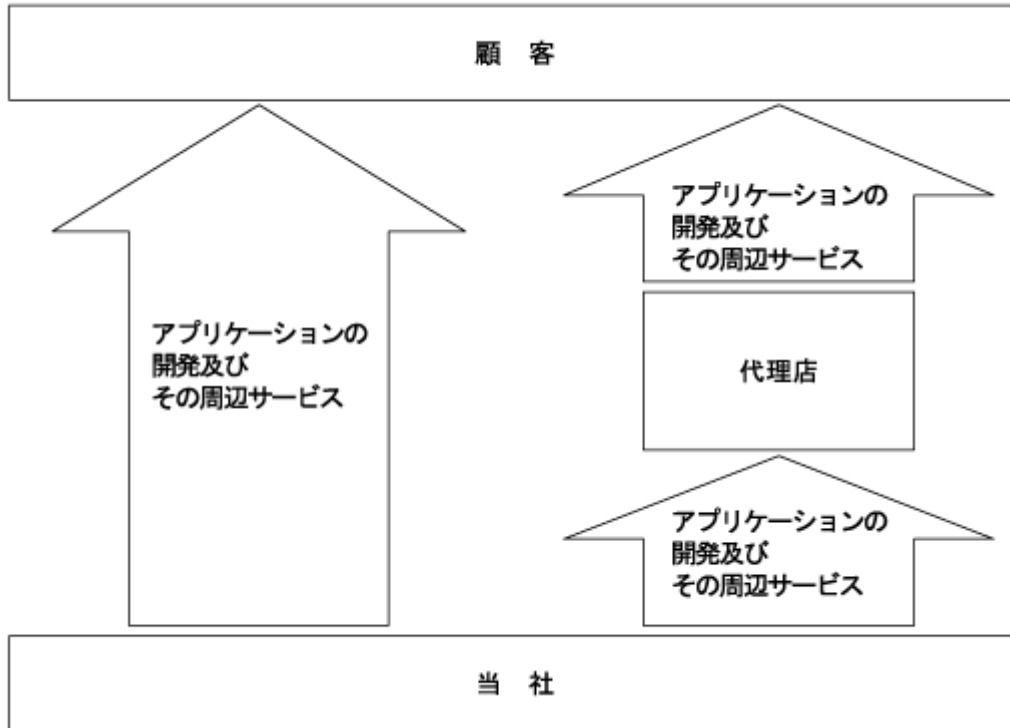 顧　客
アプリケーションの
開発及び
その周辺サービス
アプリケーションの
開発及び
その周辺サービス
代理店
アプリケーションの
開発及び
その周辺サービス
当　社